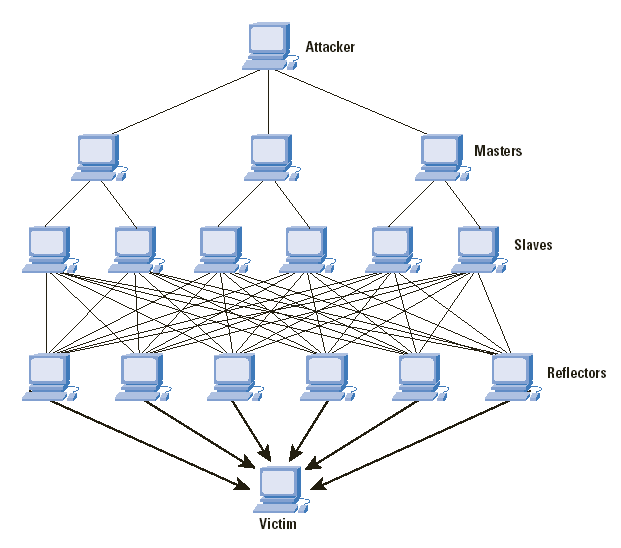 Attacker
Masters
Slaves
Reflectors
Victim